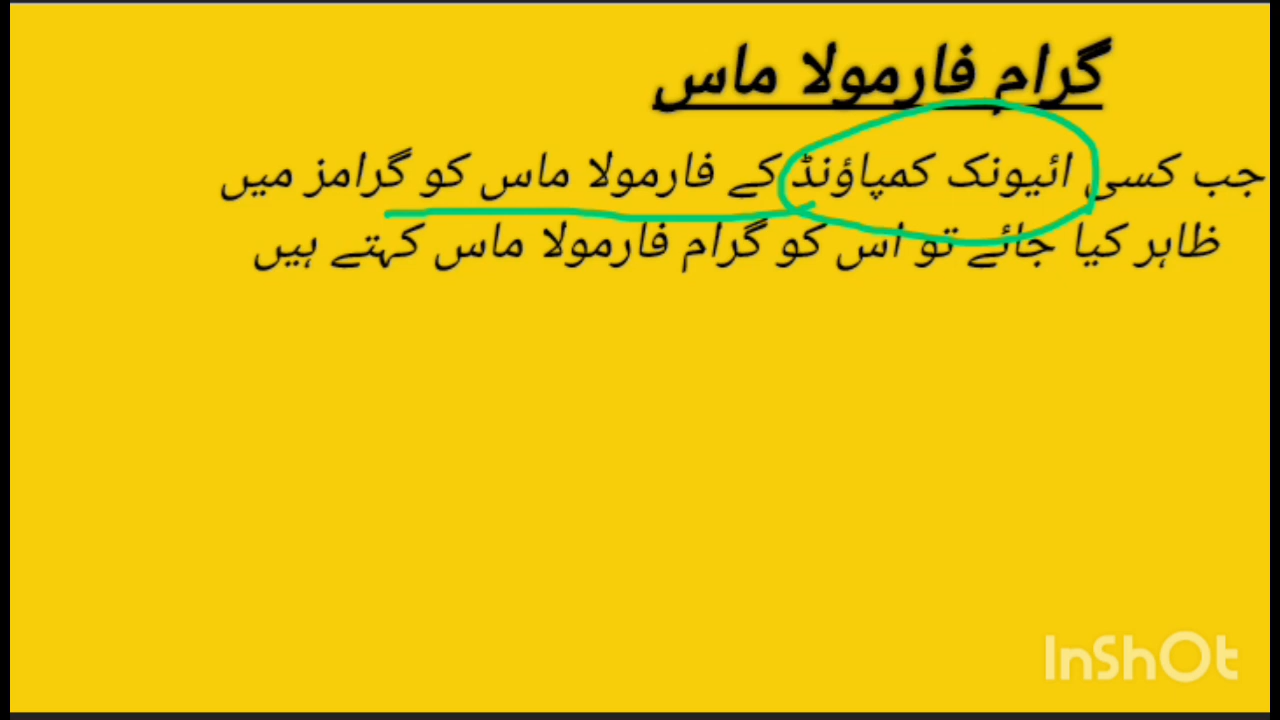 گرام فارمولا ماس
جب کسی ائیونک کمپاؤنڈ کے فارمولا ماس کو گرامز میں
ظاہر کیا جائے تو اس کو گرام فارمولا ماس کہتے ہیں
InShOt